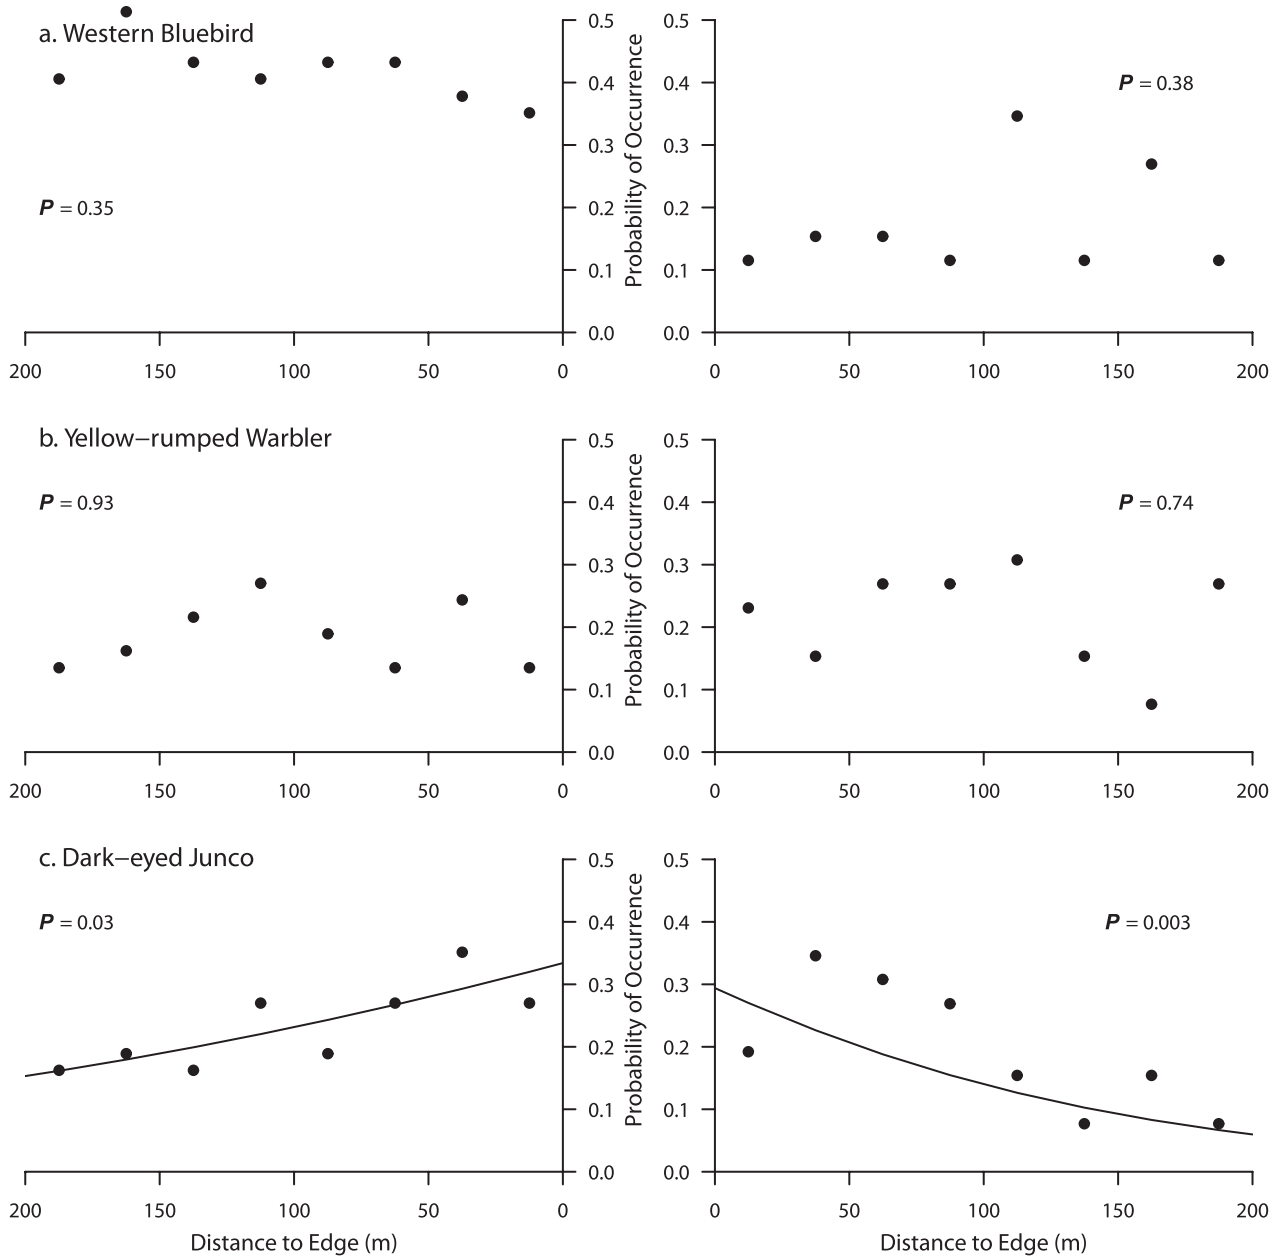 a. Western Bluebird
P = 0.35
0.5
0.4
0.3
0.2
0.1
0.0
Probability of Occurrence
200 150 100 50 0
0.5
0.4
0.3
0.2
0.1
0.0
P = 0.38
0 50 100 150 200
b. Yellow−rumped Warbler
P = 0.93
0.5
0.4
0.3
0.2
0.1
0.0
Probability of Occurrence
200 150 100 50 0
0.5
0.4
0.3
0.2
0.1
0.0
P = 0.74
0 50 100 150 200
c. Dark−eyed Junco
P = 0.03
0.5
0.4
0.3
0.2
0.1
0.0
Probability of Occurrence
200 150 100 50 0
Distance to Edge (m)
0.5
0.4
0.3
0.2
0.1
0.0
P = 0.003
0 50 100 150 200
Distance to Edge (m)